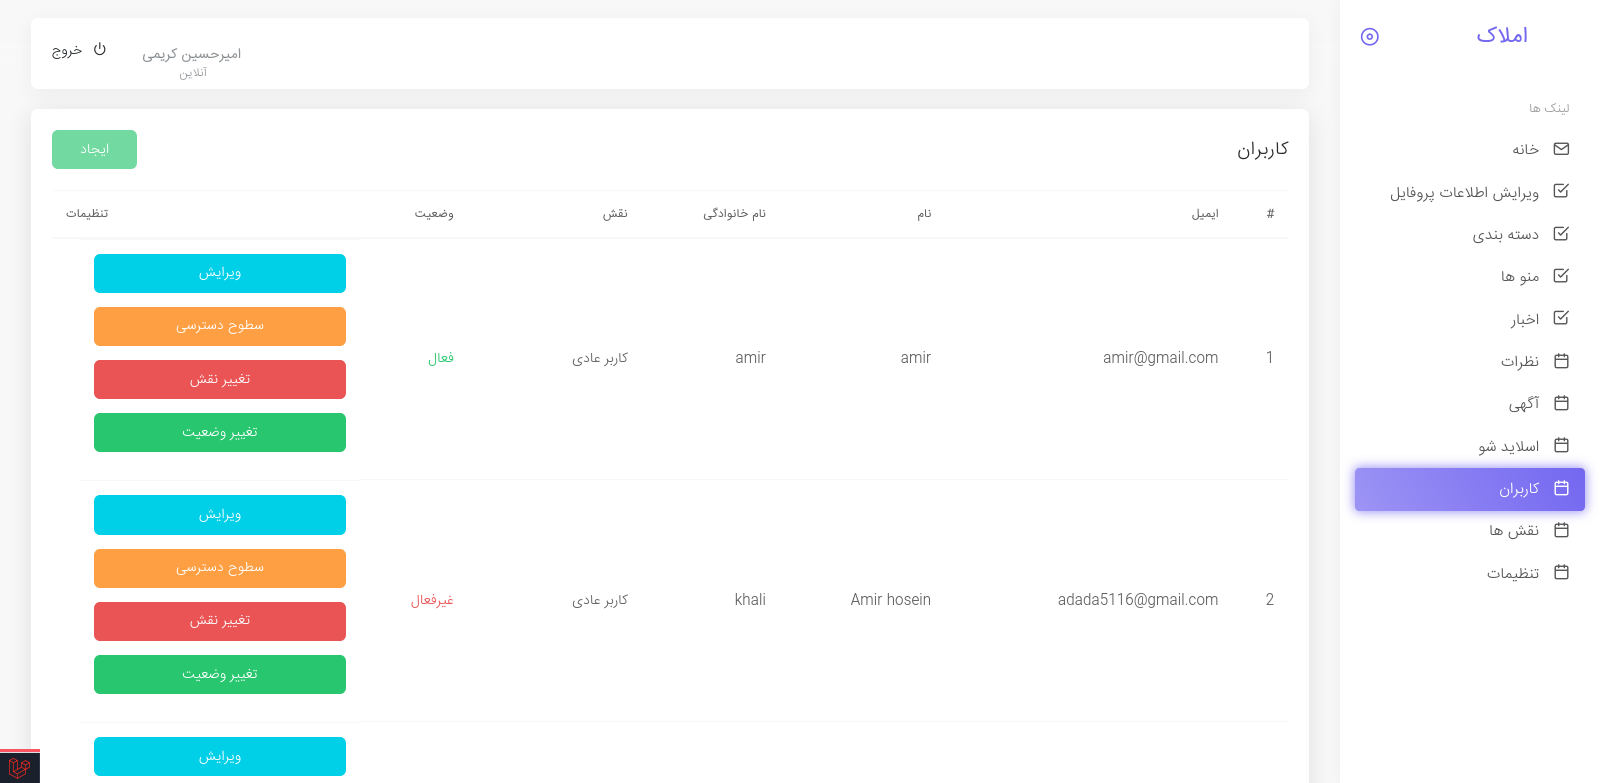 املاک
لینک ها
خانه
ویرایش اطلاعات پروفایل
دسته بندی
منو ها
اخبار
نظرات
آگهی
اسلاید شو
کاربران
نقش ها
تنظیمات
امیرحسین کریمی
آنلاین
خروج
کاربران
ایجاد
# ایمیل نام نام خانوادگی نقش وضعیت تنظیمات
1 amir@gmail.com amir amir کاربر عادی فعال
ویرایش
سطوح دسترسی
تغییر نقش
تغییر وضعیت
2 adada5116@gmail.com Amir hosein khali کاربر عادی غیرفعال
ویرایش
سطوح دسترسی
تغییر نقش
تغییر وضعیت
ویرایش